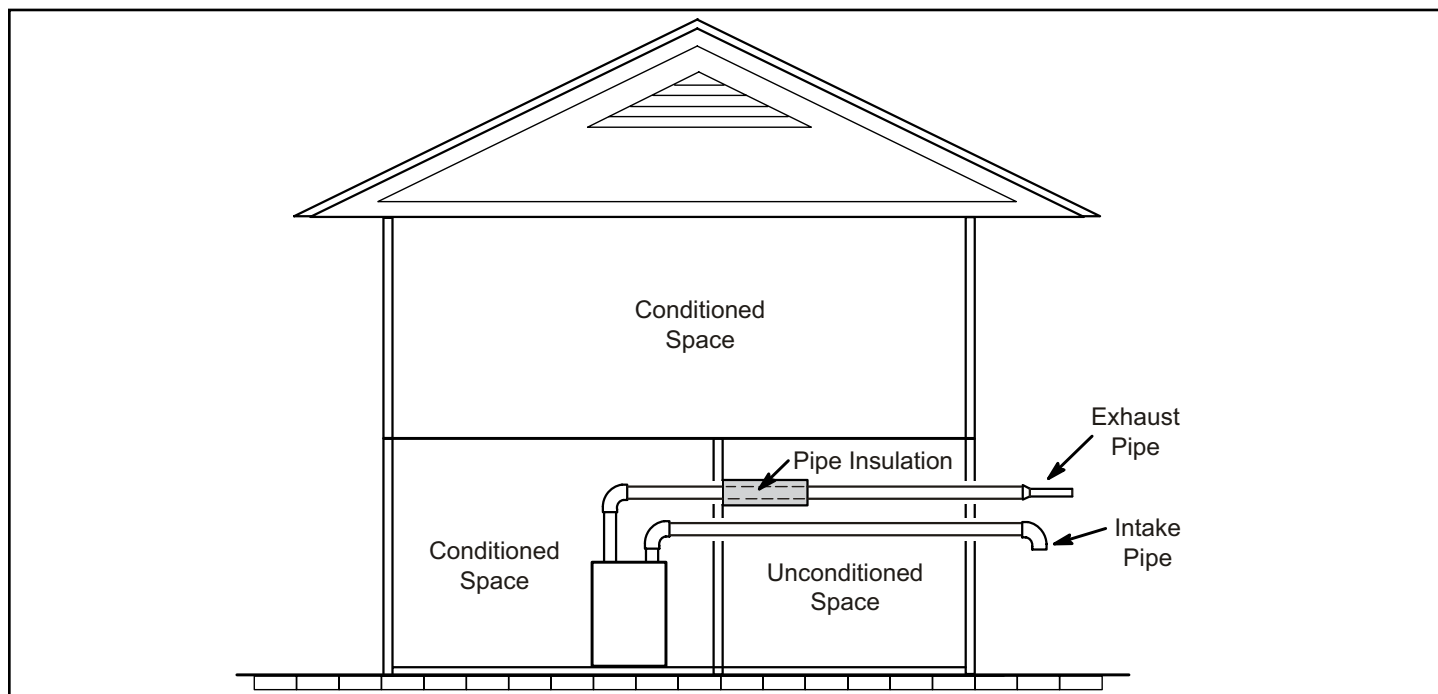 Conditioned
Space
Exhaust
Pipe
Pipe Insulation
Intake
Pipe
Conditioned
Space
Unconditioned
Space